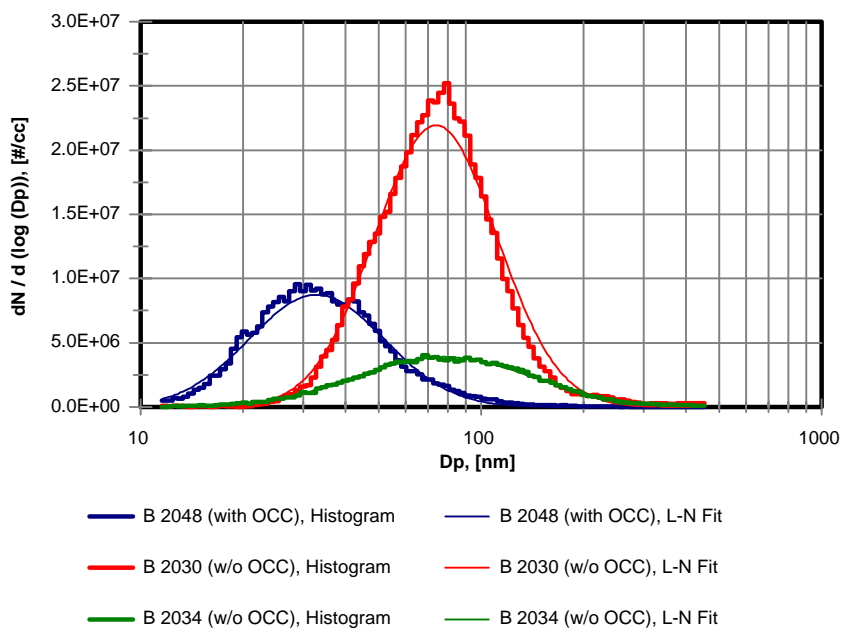 3.0E+07
2.5E+07
2.0E+07
1.5E+07
1.0E+07
5.0E+06
0.0E+00
dN / d (log (Dp)), [#/cc]
10 100 1000
Dp, [nm]
B 2048 (with OCC), Histogram B 2048 (with OCC), L-N Fit
B 2030 (w/o OCC), Histogram B 2030 (w/o OCC), L-N Fit
B 2034 (w/o OCC), Histogram B 2034 (w/o OCC), L-N Fit